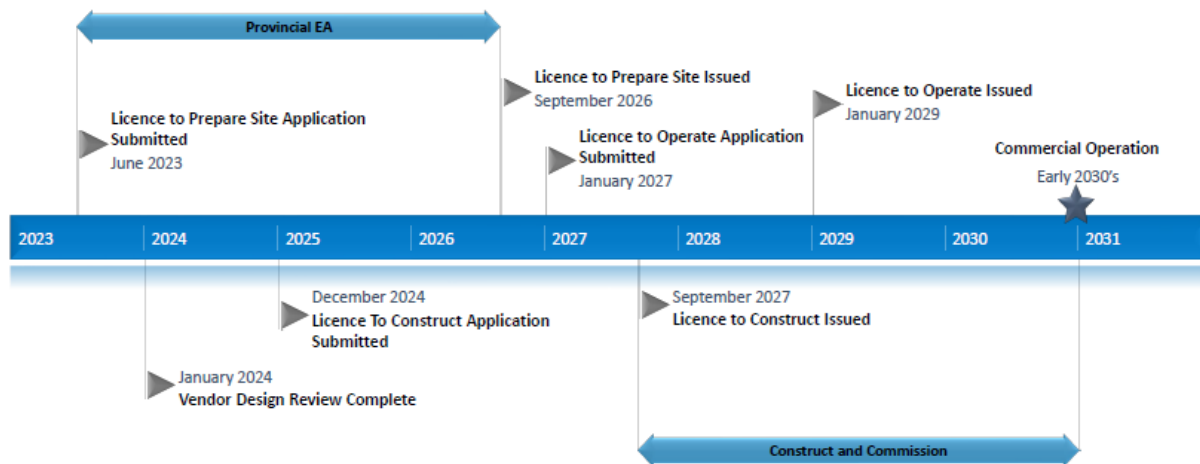 Provincial EA
Licence to Prepare Site Application
Submitted
June 2023
Licence to Prepare Site Issued
September 2026
Licence to Operate Application
Submitted
January 2027
Licence to Operate Issued
January 2029
Commercial Operation
Early 2030's
2023
2024
2025
2026
2027
2028
2029
2030
2031
December 2024
Licence To Construct Application
Submitted
January 2024
Vendor Design Review Complete
September 2027
Licence to Construct Issued
Construct and Commission